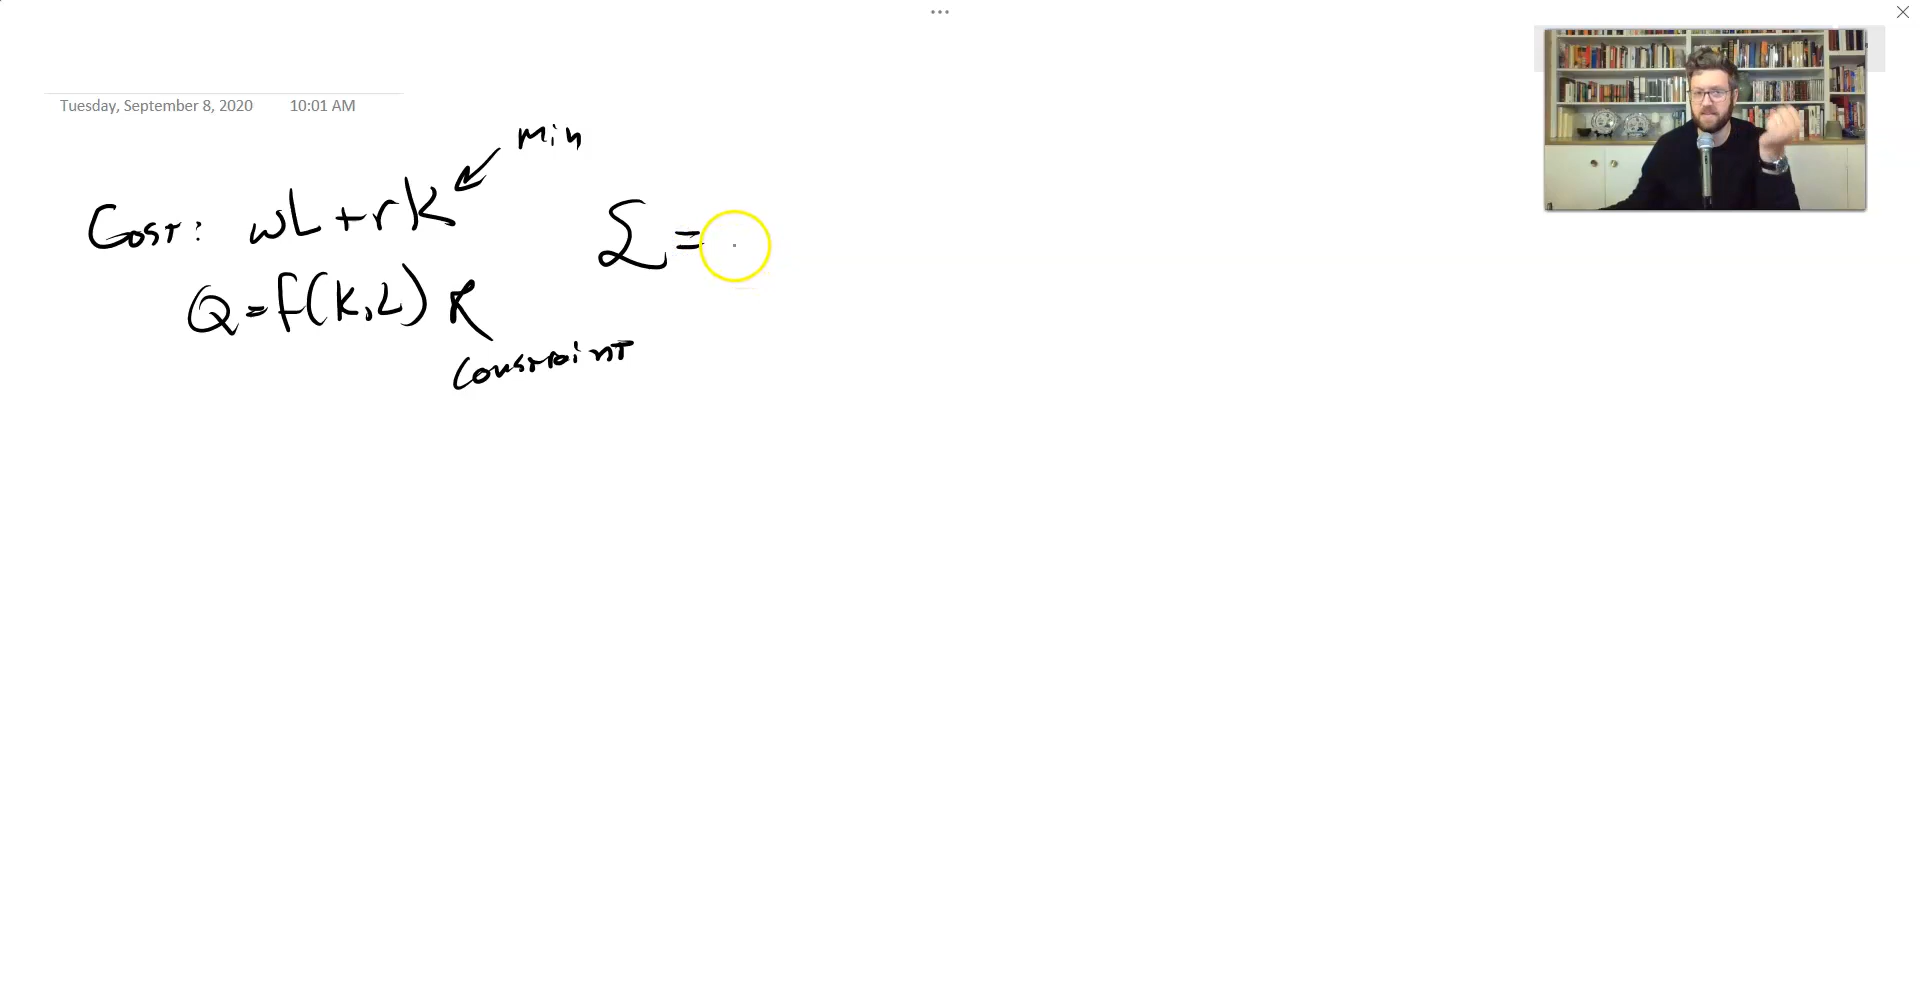 Tuesday, September 8, 2020 10:01 AM
min
Cost: wL + rK
ℒ =
Q = f(K, L)
constraint